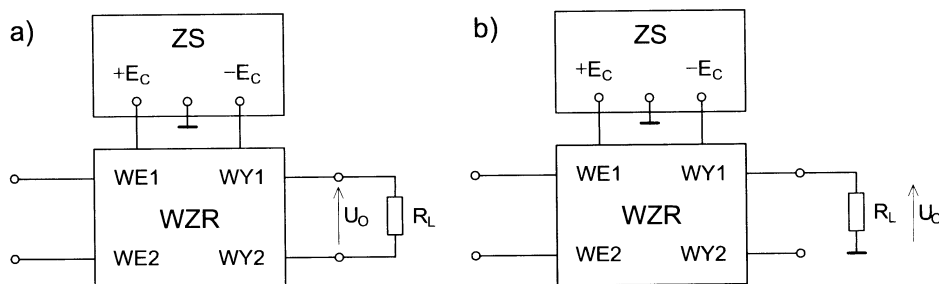 a)
ZS
+E_C −E_C
WE1 WY1
WZR
WE2 WY2
U_O
R_L
b)
ZS
+E_C −E_C
WE1 WY1
WZR
WE2 WY2
R_L
U_O